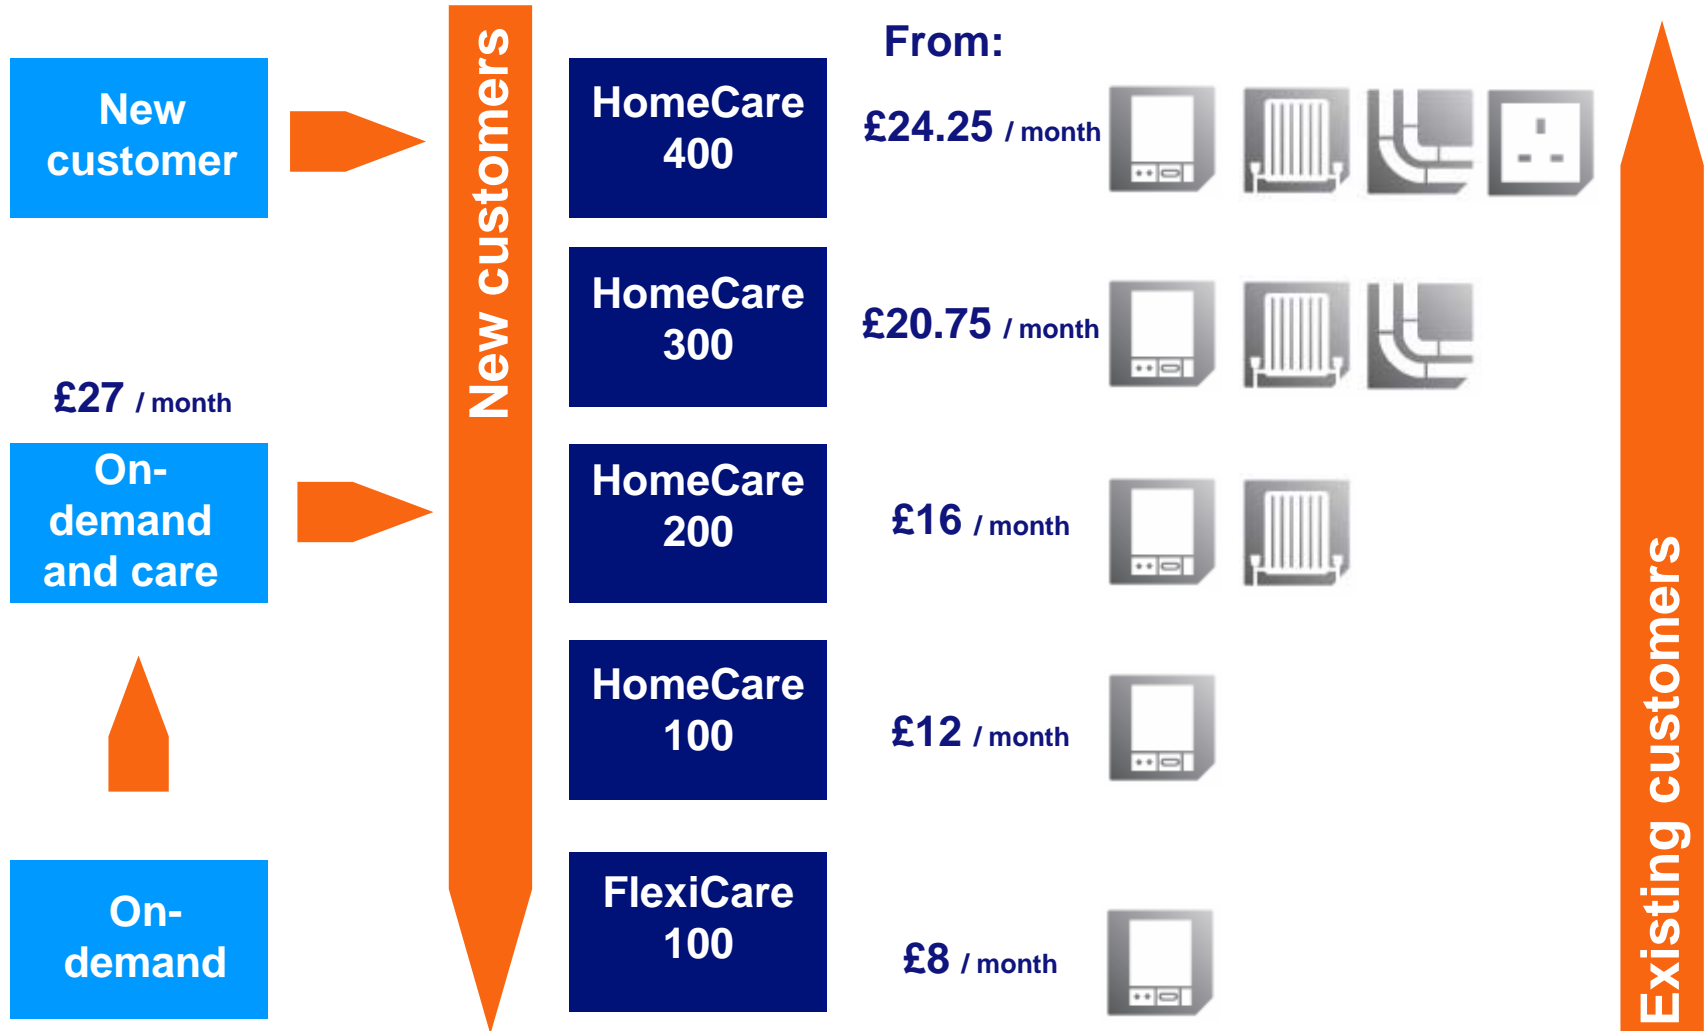 From:
New
customer
New customers
HomeCare
400
£24.25 / month
HomeCare
300
£20.75 / month
£27 / month
On-
demand
and care
HomeCare
200
£16 / month
HomeCare
100
£12 / month
On-
demand
FlexiCare
100
£8 / month
Existing customers